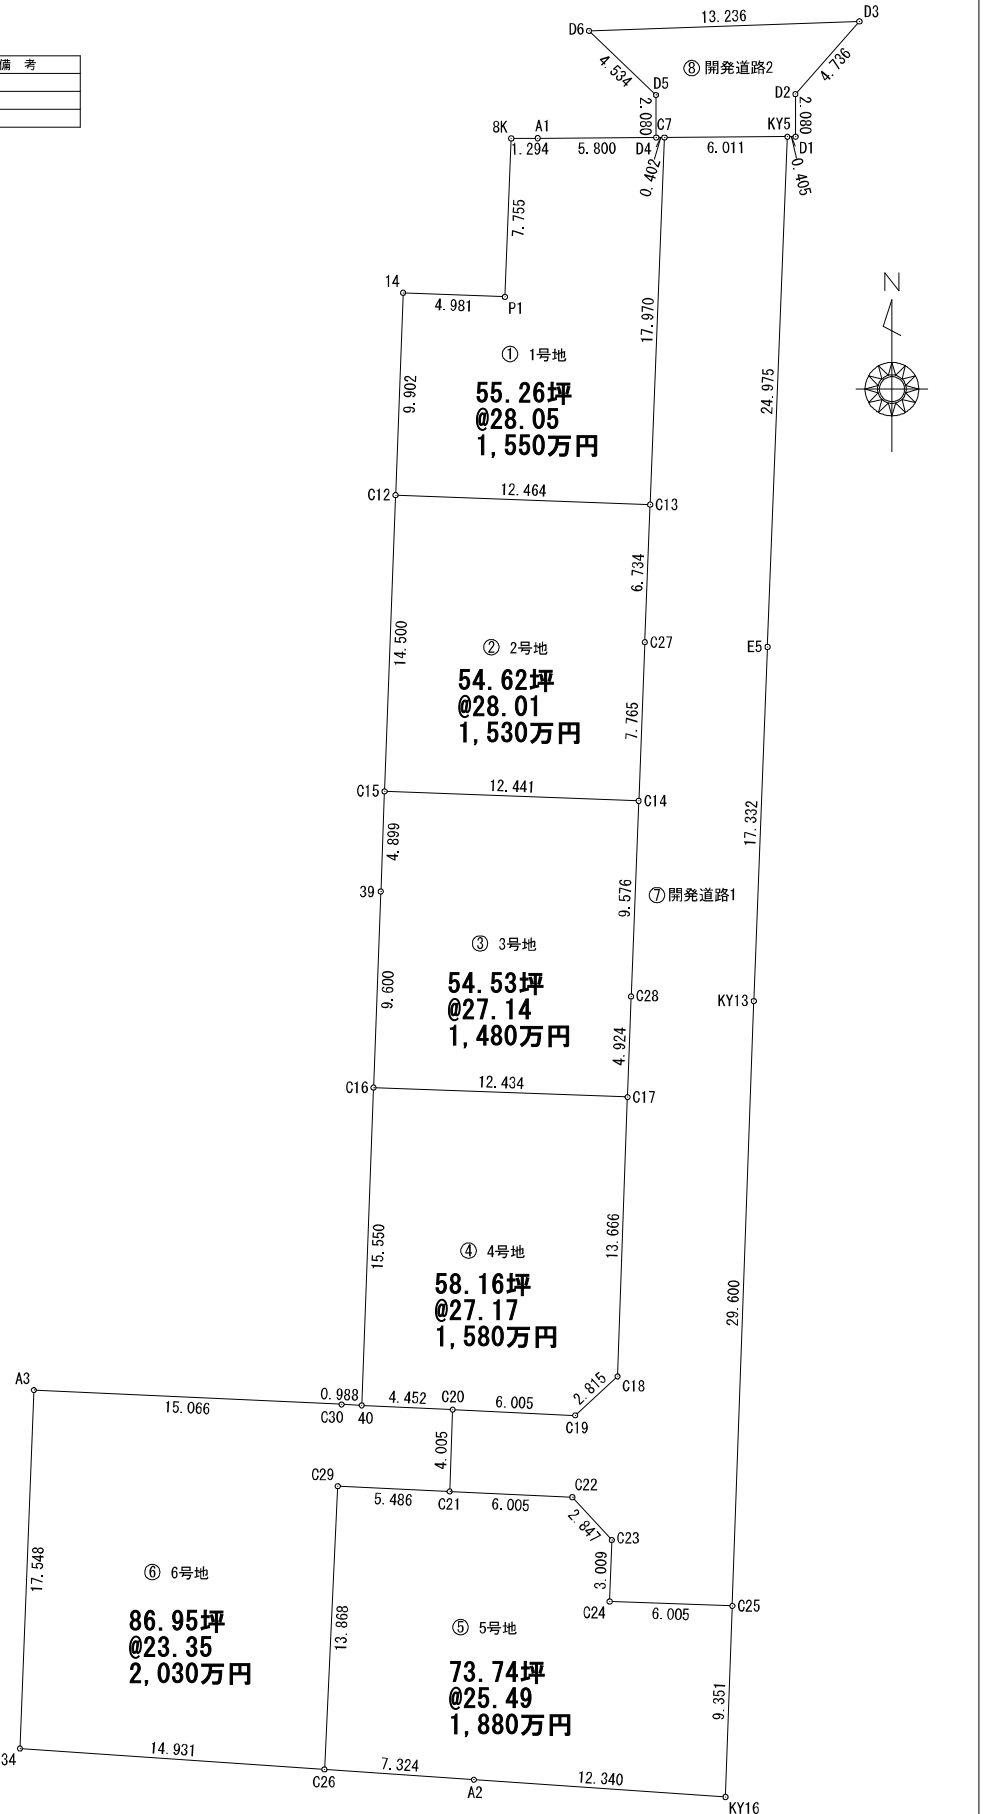 備 考
13.236
D6
D3
4.534
⑧ 開発道路2
4.736
D5
D2
2.080
2.080
8K
A1
C7
KY5
1.294
5.800
D4
6.011
D1
0.402
0.405
7.755
14
4.981
P1
N
17.970
① 1号地
9.902
55.26坪
@28.05
1,550万円
24.975
C12
12.464
C13
6.734
14.500
② 2号地
C27
E5
54.62坪
@28.01
1,530万円
7.765
C15
12.441
C14
17.332
4.899
39
9.576
⑦ 開発道路1
③ 3号地
9.600
54.53坪
@27.14
1,480万円
C28
KY13
4.924
C16
12.434
C17
15.550
13.666
④ 4号地
58.16坪
@27.17
1,580万円
29.600
A3
15.066
0.988
C30
40
4.452
C20
6.005
C19
2.815
C18
4.005
C29
5.486
C21
6.005
C22
2.847
C23
17.548
⑥ 6号地
3.009
C24
6.005
C25
86.95坪
@23.35
2,030万円
13.868
⑤ 5号地
73.74坪
@25.49
1,880万円
9.351
34
14.931
C26
7.324
A2
12.340
KY16